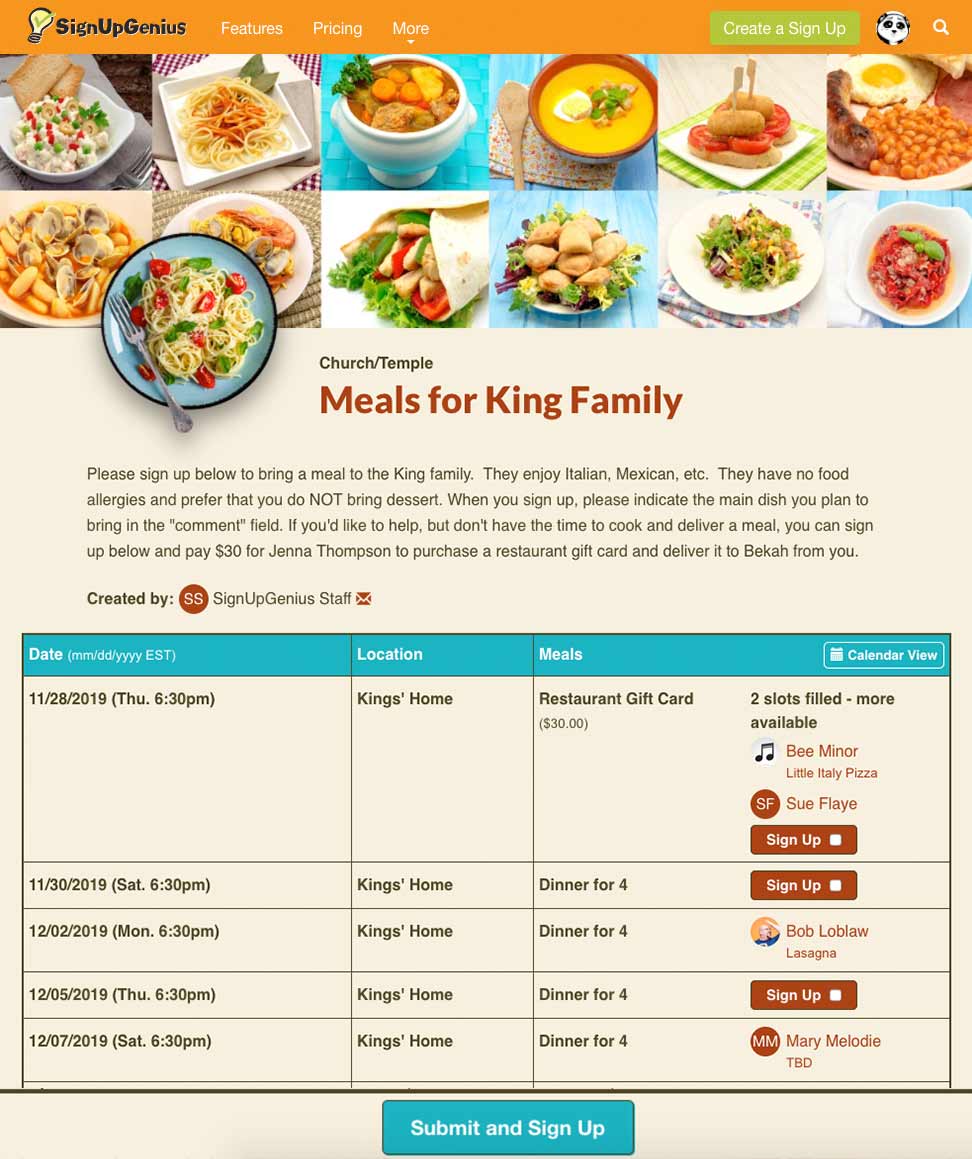 SignUpGenius Features Pricing More Create a Sign Up
Church/Temple
Meals for King Family
Please sign up below to bring a meal to the King family.  They enjoy Italian, Mexican, etc.  They have no food
allergies and prefer that you do NOT bring dessert. When you sign up, please indicate the main dish you plan to
bring in the "comment" field. If you'd like to help, but don't have the time to cook and deliver a meal, you can sign
up below and pay $30 for Jenna Thompson to purchase a restaurant gift card and deliver it to Bekah from you.
Created by: SS SignUpGenius Staff
Date (mm/dd/yyyy EST) Location Meals Calendar View
11/28/2019 (Thu. 6:30pm) Kings' Home Restaurant Gift Card 2 slots filled - more
($30.00) available
Bee Minor
Little Italy Pizza
SF Sue Flaye
Sign Up
11/30/2019 (Sat. 6:30pm) Kings' Home Dinner for 4 Sign Up
12/02/2019 (Mon. 6:30pm) Kings' Home Dinner for 4 Bob Loblaw
Lasagna
12/05/2019 (Thu. 6:30pm) Kings' Home Dinner for 4 Sign Up
12/07/2019 (Sat. 6:30pm) Kings' Home Dinner for 4 MM Mary Melodie
TBD
Submit and Sign Up